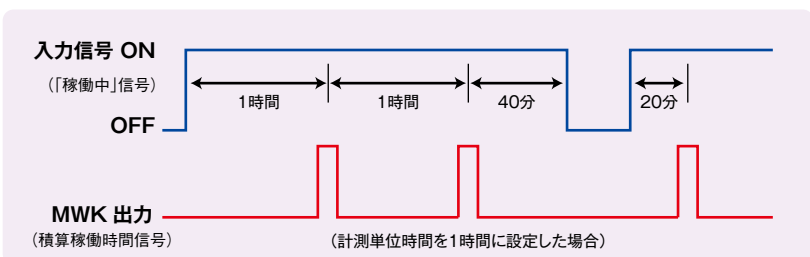 入力信号 ON
（「稼働中」信号）
1時間
1時間
40分
20分
OFF
MWK 出力
（積算稼働時間信号）
（計測単位時間を1時間に設定した場合）